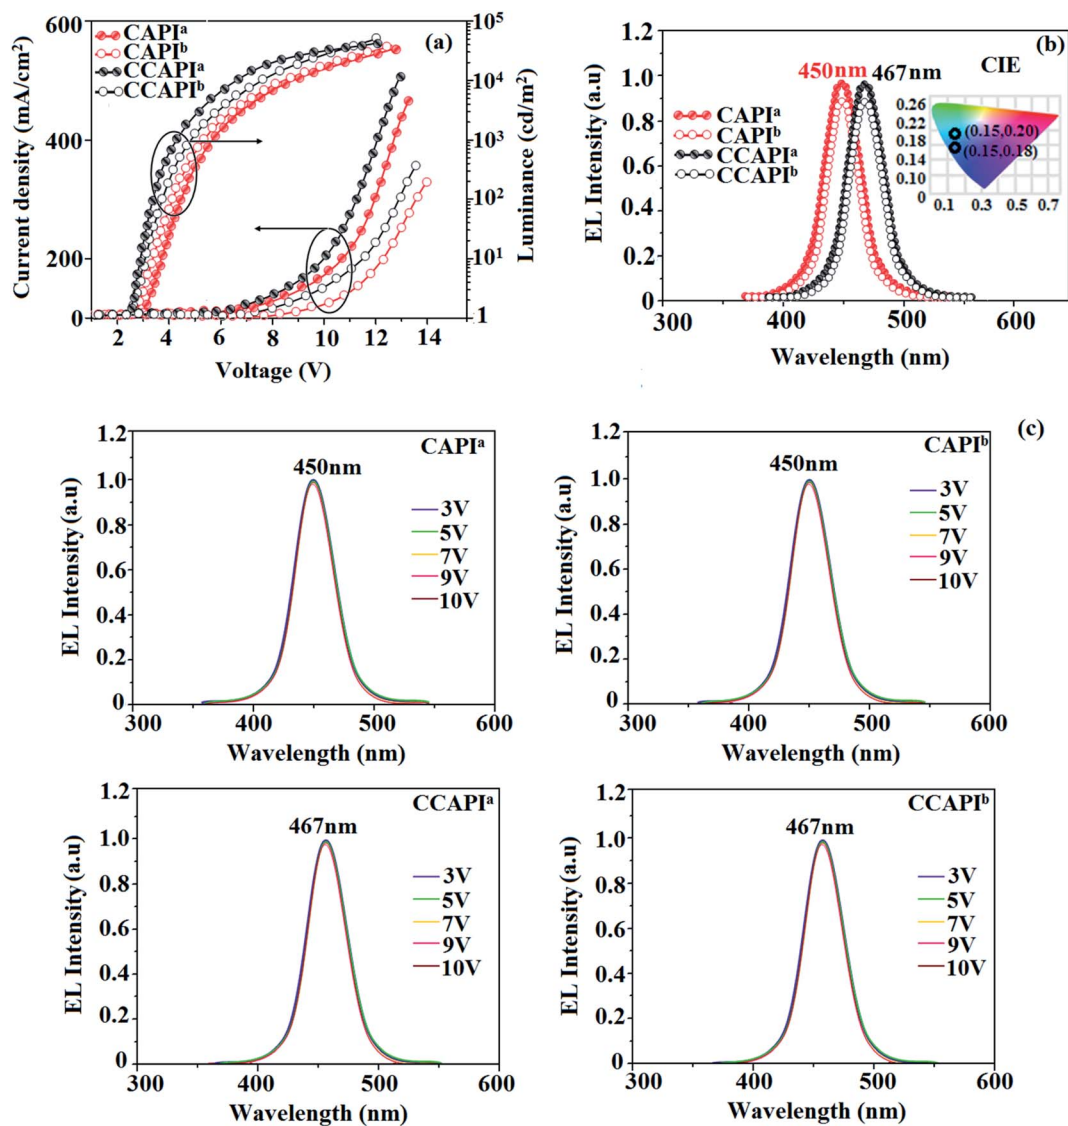 (a)
CAPIᵃ
CAPIᵇ
CCAPIᵃ
CCAPIᵇ
Current density (mA/cm²)
600
400
200
0
Luminance (cd/m²)
10⁵
10⁴
10³
10²
10¹
1
2 4 6 8 10 12 14
Voltage (V)
(b)
450nm 467nm CIE
CAPIᵃ
CAPIᵇ
CCAPIᵃ
CCAPIᵇ
EL Intensity (a.u)
1.2
1.0
0.8
0.6
0.4
0.2
0
300 400 500 600
Wavelength (nm)
0.26
0.22
0.18
0.14
0.10
0
(0.15,0.20)
(0.15,0.18)
0.1 0.3 0.5 0.7
(c)
CAPIᵃ
450nm
3V
5V
7V
9V
10V
EL Intensity (a.u)
1.2
1.0
0.8
0.6
0.4
0.2
0
300 400 500 600
Wavelength (nm)
CAPIᵇ
450nm
3V
5V
7V
9V
10V
EL Intensity (a.u)
1.2
1.0
0.8
0.6
0.4
0.2
0
300 400 500 600
Wavelength (nm)
CCAPIᵃ
467nm
3V
5V
7V
9V
10V
EL Intensity (a.u)
1.2
1.0
0.8
0.6
0.4
0.2
0
300 400 500 600
Wavelength (nm)
CCAPIᵇ
467nm
3V
5V
7V
9V
10V
EL Intensity (a.u)
1.2
1.0
0.8
0.6
0.4
0.2
0
300 400 500 600
Wavelength (nm)